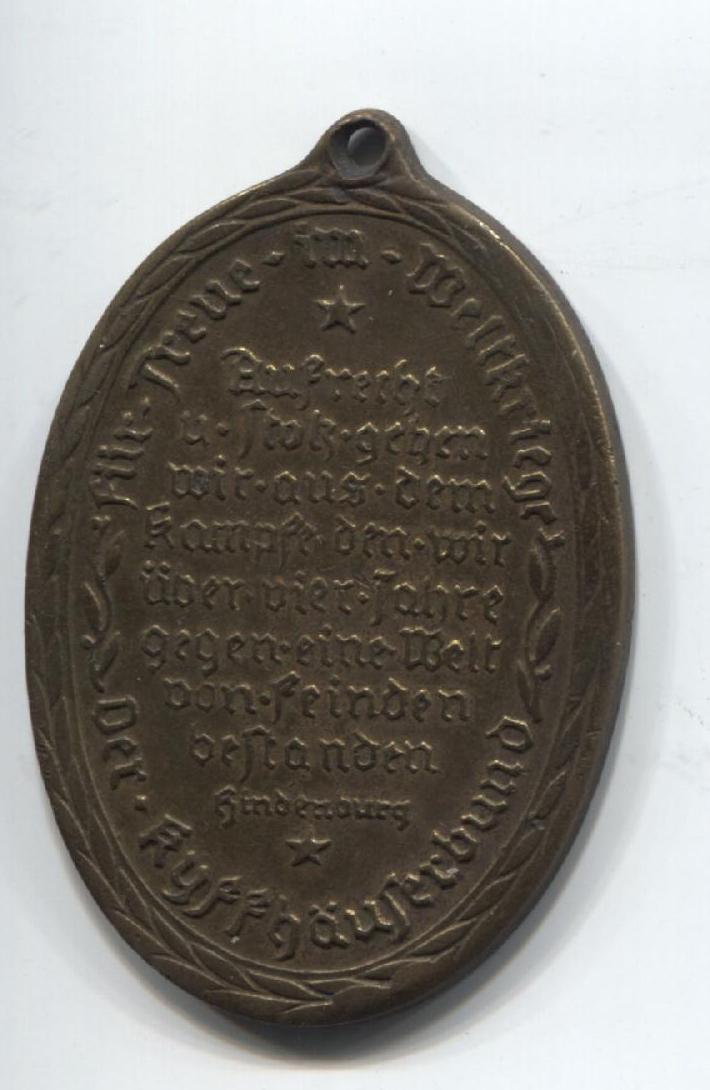 Für · Treue · im · Weltkriege
Aufrecht
u · stolz · gehen
wir · aus · dem
Kampfe den · wir
über · vier · Jahre
gegen · eine · Welt
von · Feinden
bestanden
Hindenburg
Der · Kyffhäuserbund